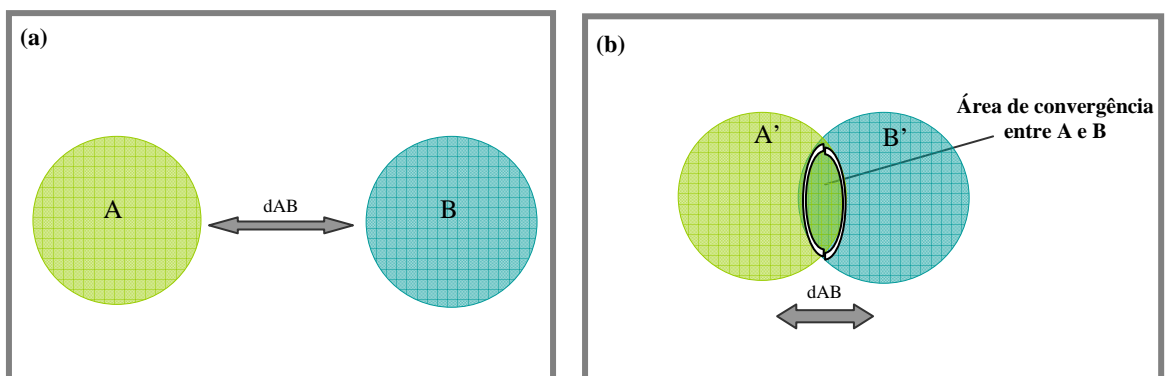 (a)
A
dAB
B
(b)
A’
B’
Área de convergência
entre A e B
dAB